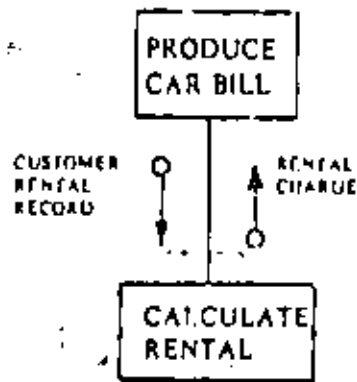 PRODUCE
CAR BILL
CUSTOMER
RENTAL
RECORD
RENTAL
CHARGE
CALCULATE
RENTAL